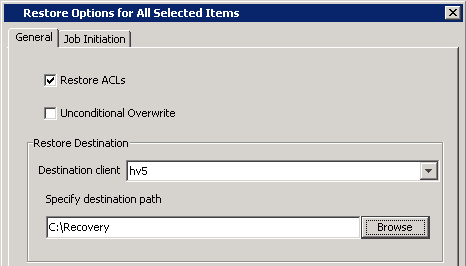 Restore Options for All Selected Items
General Job Initiation
Restore ACLs
Unconditional Overwrite
Restore Destination
Destination client hv5
Specify destination path
C:\Recovery Browse